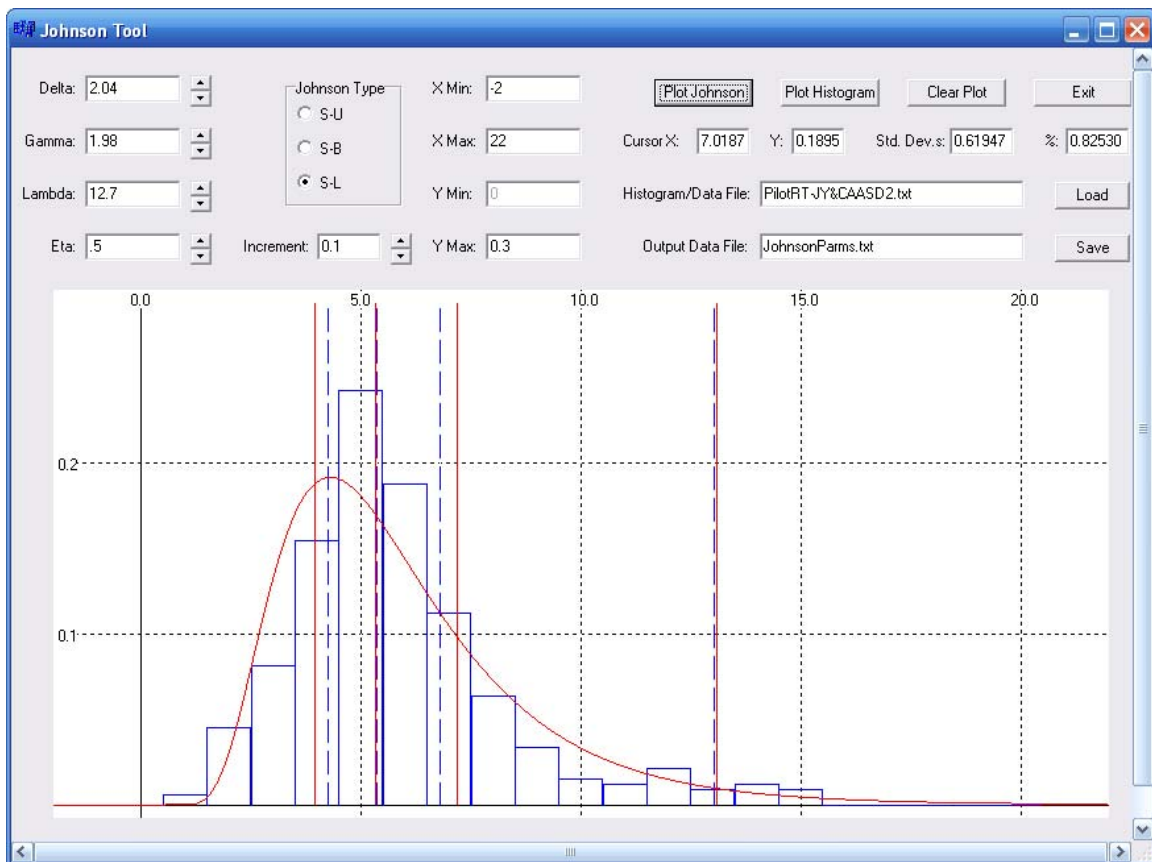 Johnson Tool
Delta: 2.04 Johnson Type X Min: -2 Plot Johnson Plot Histogram Clear Plot Exit
S-U
Gamma: 1.98 S-B X Max: 22 Cursor X: 7.0187 Y: 0.1895 Std. Dev.s: 0.61947 %: 0.82530
Lambda: 12.7 S-L Y Min: 0 Histogram/Data File: PilotRT-JY&CAASD2.txt Load
Eta: .5 Increment: 0.1 Y Max: 0.3 Output Data File: JohnsonParms.txt Save
0.0 5.0 10.0 15.0 20.0
0.2
0.1